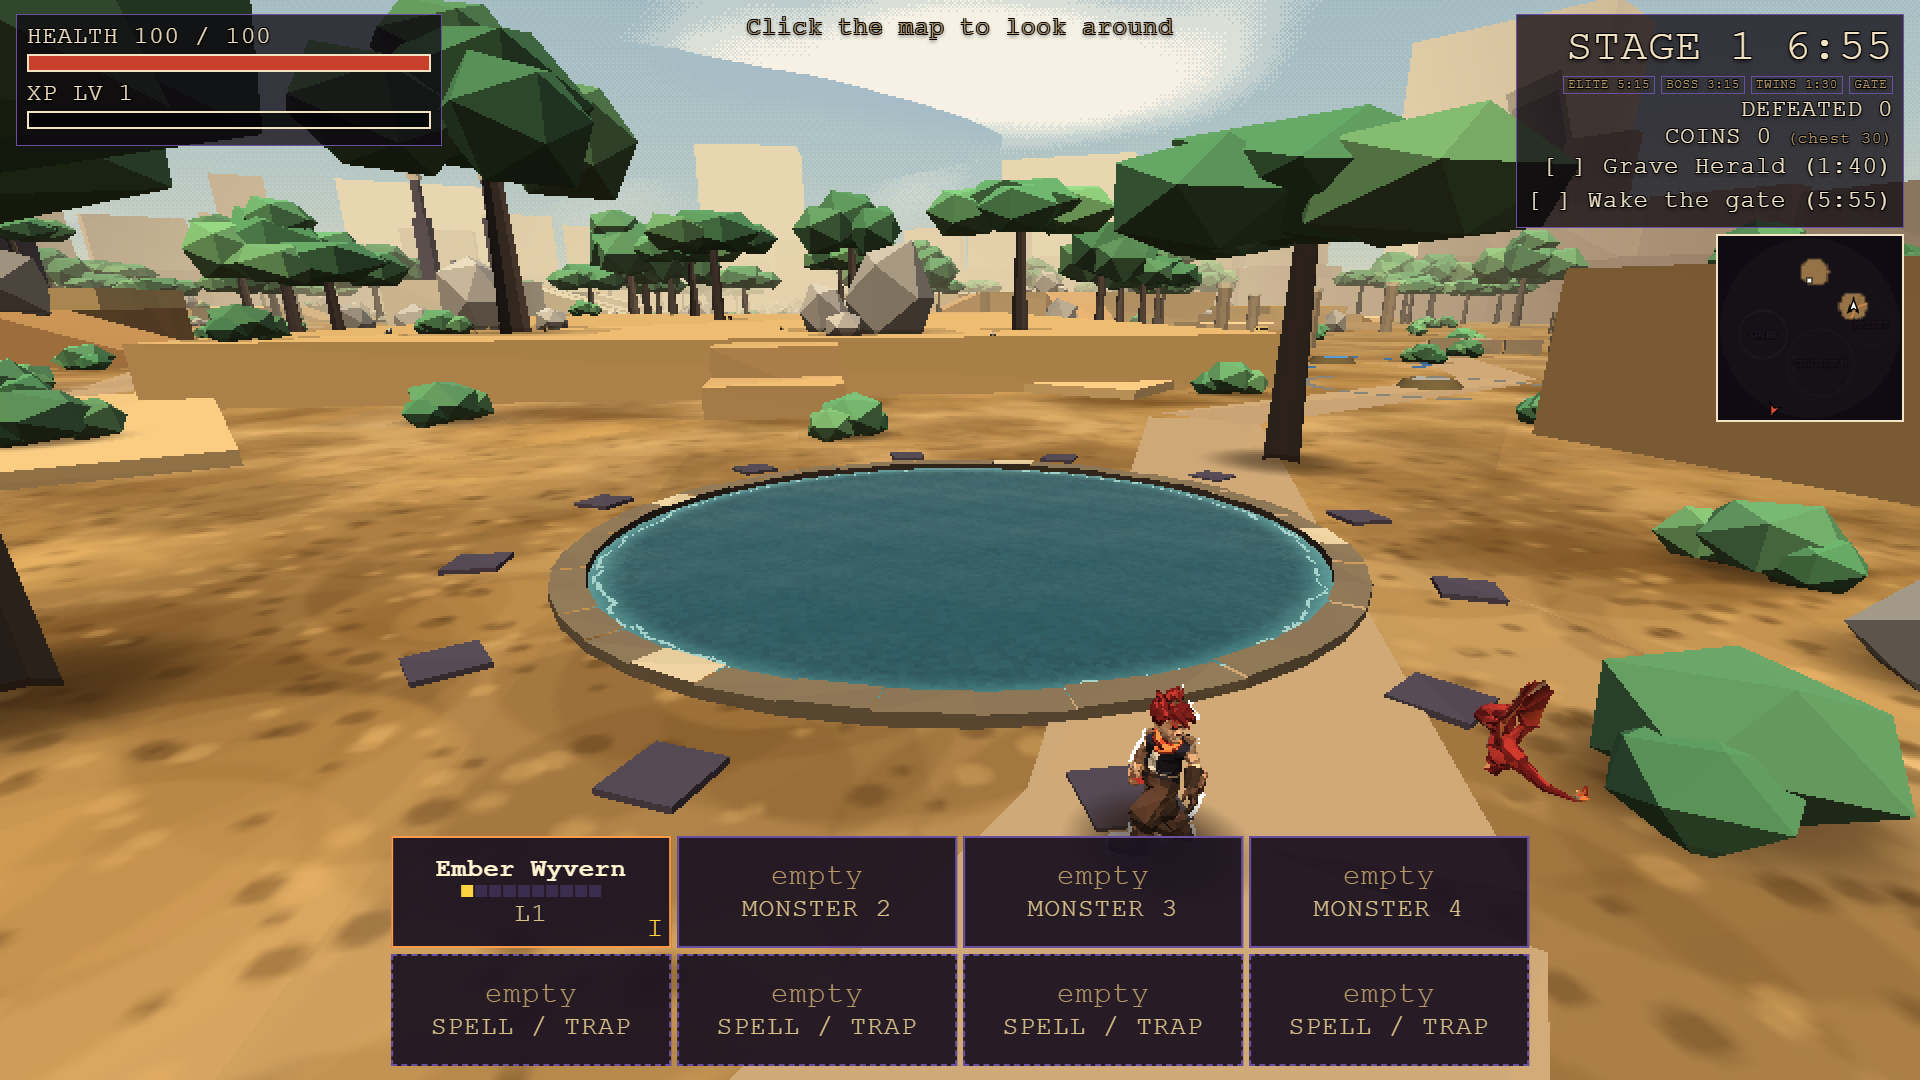 HEALTH 100 / 100
XP LV 1
Click the map to look around
STAGE 1 6:55
ELITE 5:15 BOSS 3:15 TWINS 1:30 GATE
DEFEATED 0
COINS 0 (chest 30)
[ ] Grave Herald (1:40)
[ ] Wake the gate (5:55)
Ember Wyvern
L1
I
empty
MONSTER 2
empty
MONSTER 3
empty
MONSTER 4
empty
SPELL / TRAP
empty
SPELL / TRAP
empty
SPELL / TRAP
empty
SPELL / TRAP